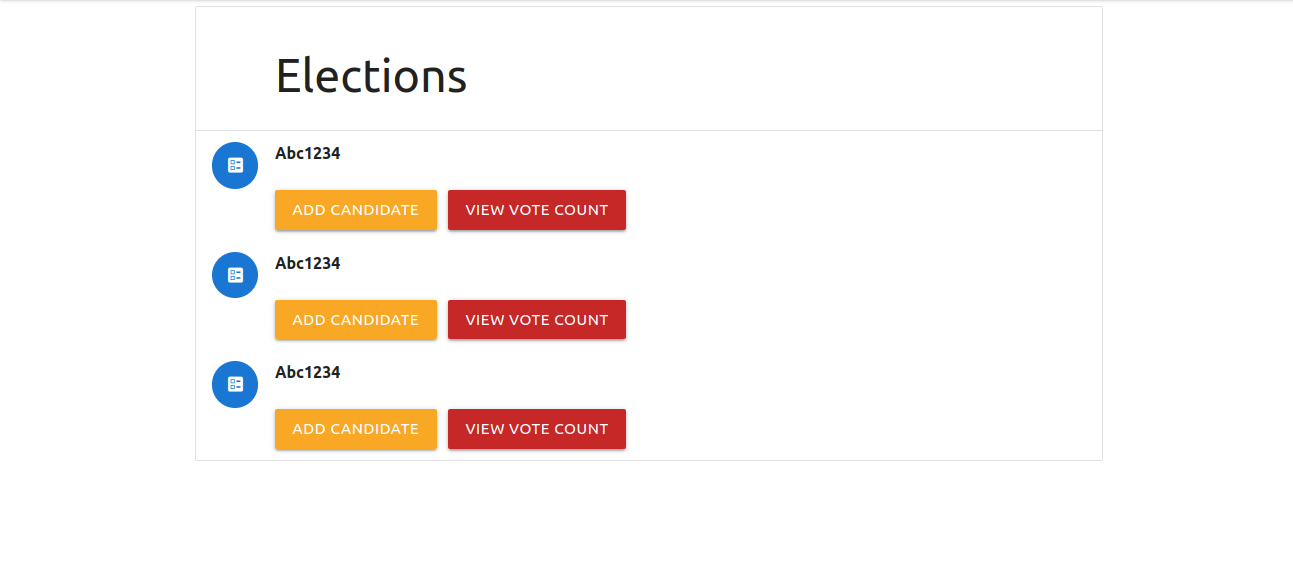 Elections
Abc1234
ADD CANDIDATE VIEW VOTE COUNT
Abc1234
ADD CANDIDATE VIEW VOTE COUNT
Abc1234
ADD CANDIDATE VIEW VOTE COUNT